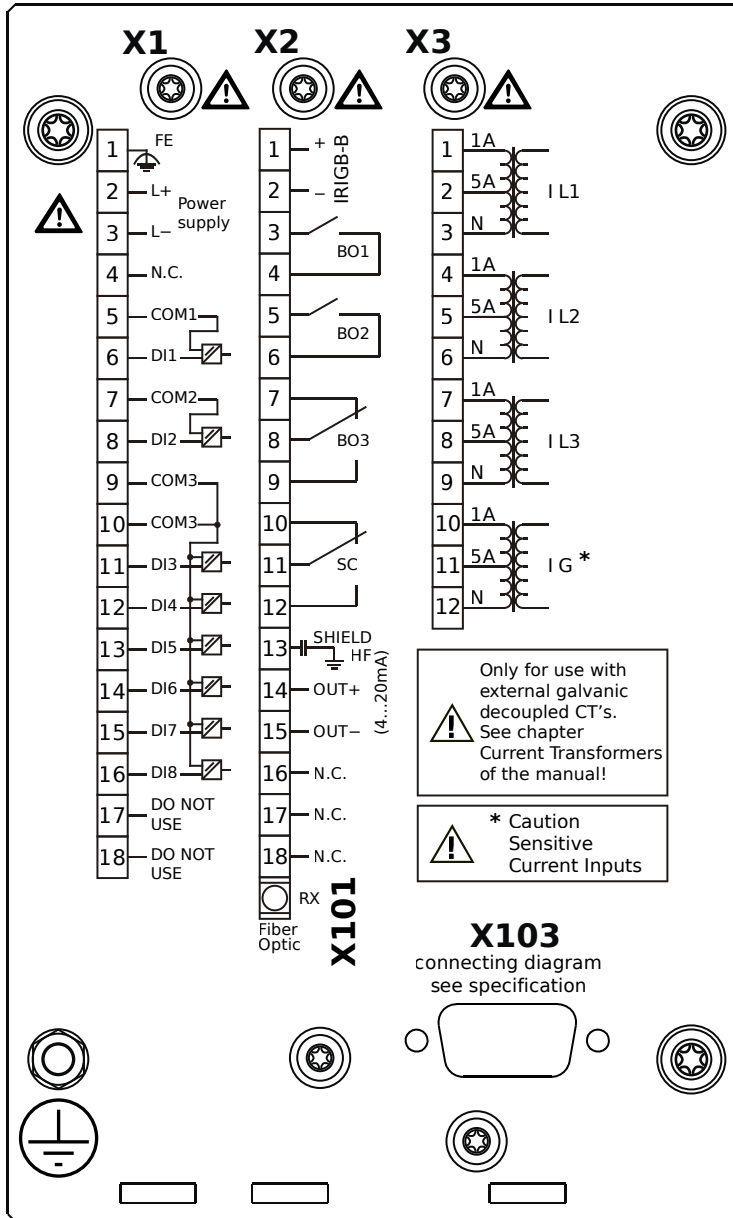 X1 X2 X3
1 FE
2 L+
Power
supply
3 L−
4 N.C.
5 COM1
6 DI1
7 COM2
8 DI2
9 COM3
10 COM3
11 DI3
12 DI4
13 DI5
14 DI6
15 DI7
16 DI8
17 DO NOT
USE
18 DO NOT
USE
1 +
2 −
IRIGB-B
3
BO1
4
5
BO2
6
7
8 BO3
9
10
11 SC
12
13 SHIELD
HF
14 OUT+
15 OUT−
(4...20mA)
16 N.C.
17 N.C.
18 N.C.
RX
Fiber
Optic
X101
1 1A
2 5A I L1
3 N
4 1A
5 5A I L2
6 N
7 1A
8 5A I L3
9 N
10 1A
11 5A I G *
12 N
Only for use with
external galvanic
decoupled CT's.
See chapter
Current Transformers
of the manual!
* Caution
Sensitive
Current Inputs
X103
connecting diagram
see specification